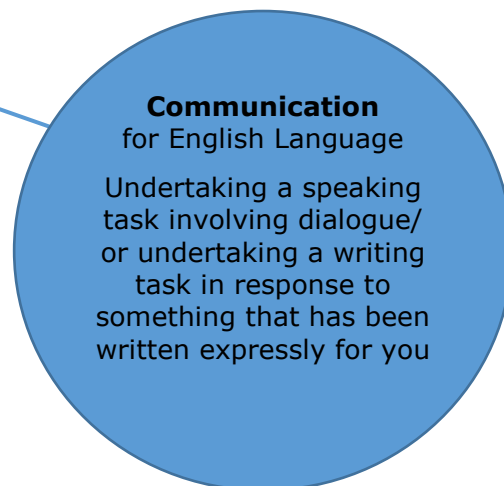 Communication
for English Language
Undertaking a speaking
task involving dialogue/
or undertaking a writing
task in response to
something that has been
written expressly for you